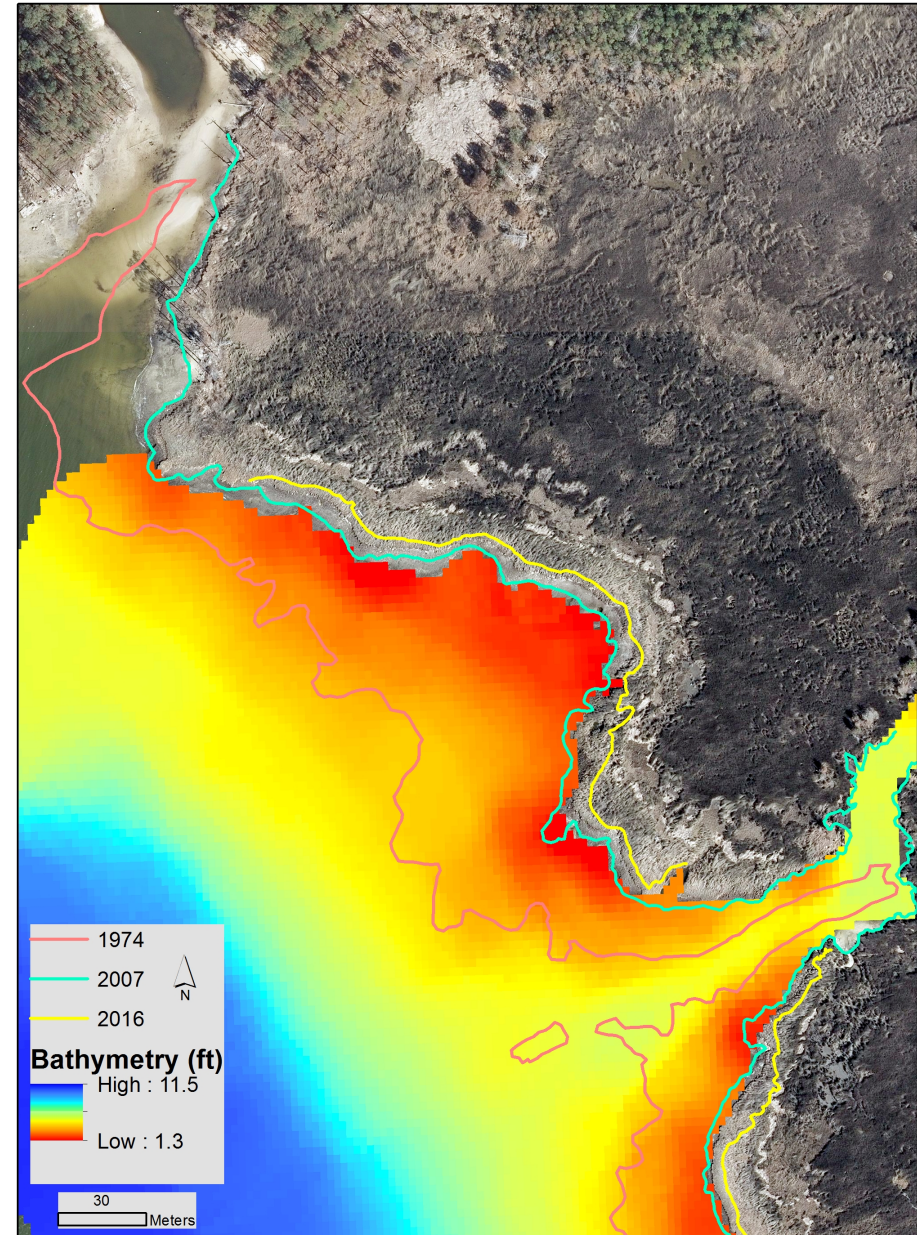 1974
2007
N
2016
Bathymetry (ft)
High : 11.5
Low : 1.3
30
Meters